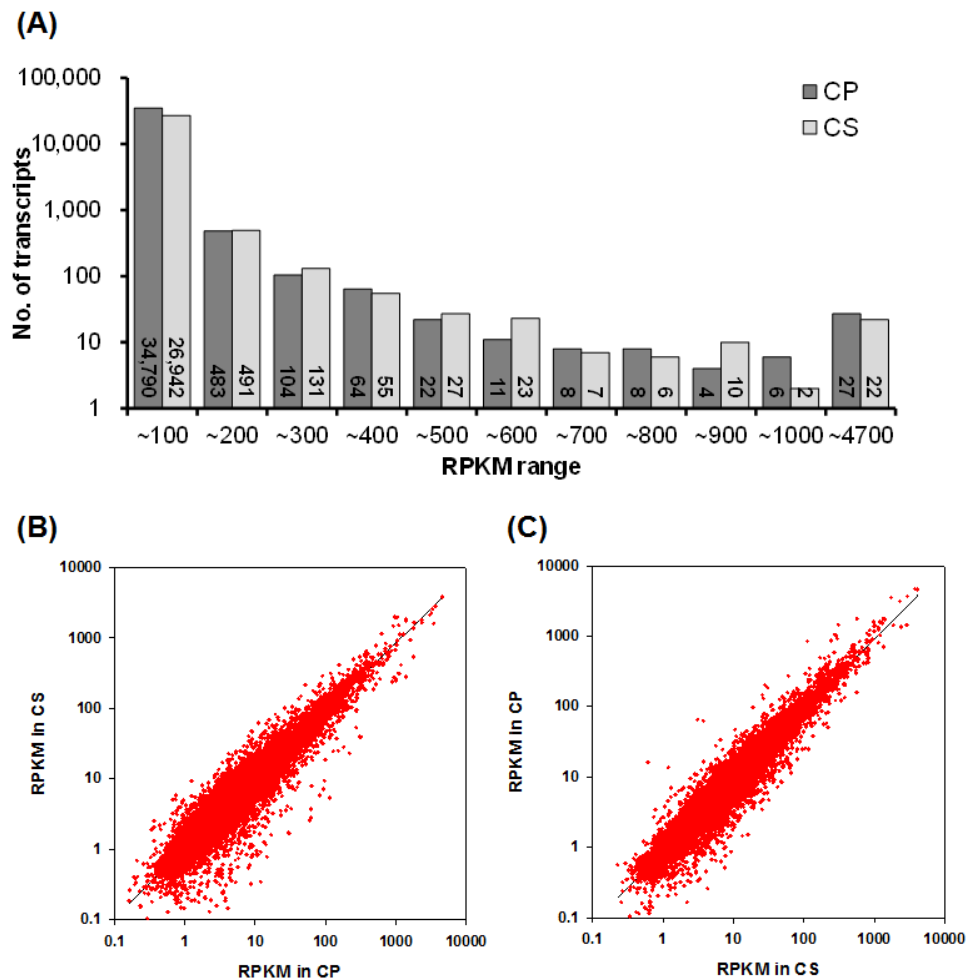 (A)
100,000
10,000
1,000
100
10
1
No. of transcripts
CP
CS
34,790 26,942 483 491 104 131 64 55 22 27 11 23 8 7 8 6 4 10 6 2 27 22
~100 ~200 ~300 ~400 ~500 ~600 ~700 ~800 ~900 ~1000 ~4700
RPKM range
(B)
10000
1000
100
10
1
0.1
RPKM in CS
0.1 1 10 100 1000 10000
RPKM in CP
(C)
10000
1000
100
10
1
0.1
RPKM in CP
0.1 1 10 100 1000 10000
RPKM in CS